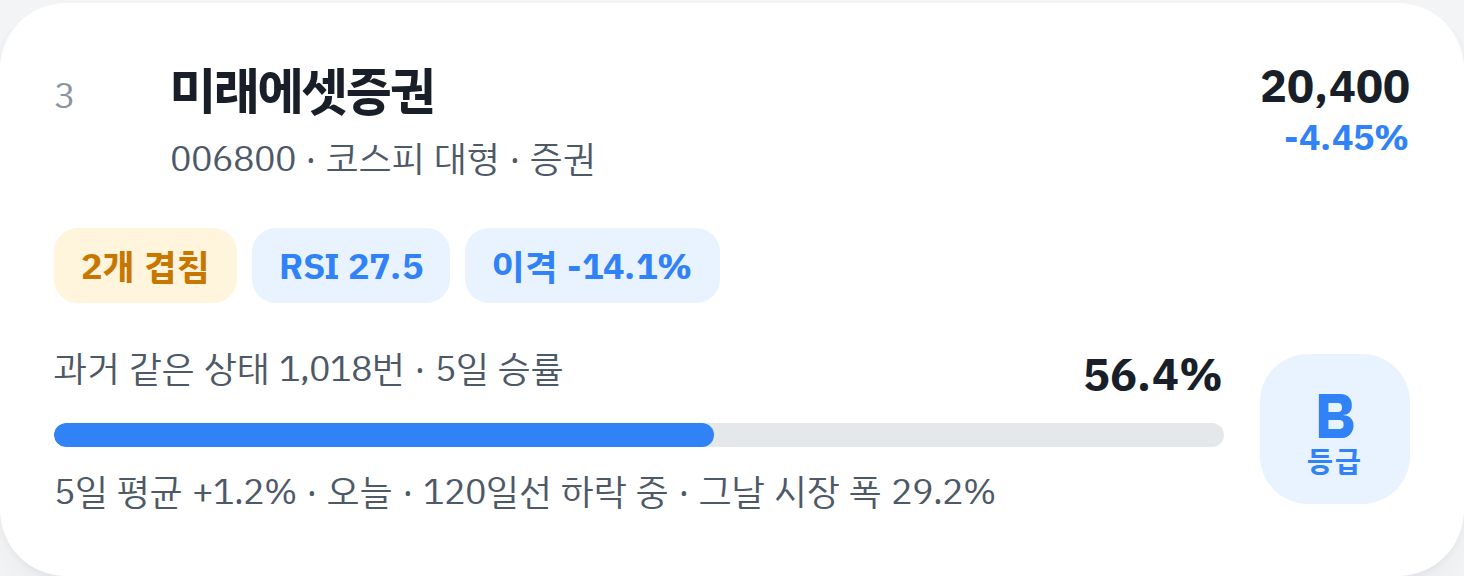 3
미래에셋증권
20,400
006800 · 코스피 대형 · 증권
-4.45%
2개 겹침
RSI 27.5
이격 -14.1%
과거 같은 상태 1,018번 · 5일 승률
56.4%
B
등급
5일 평균 +1.2% · 오늘 · 120일선 하락 중 · 그날 시장 폭 29.2%